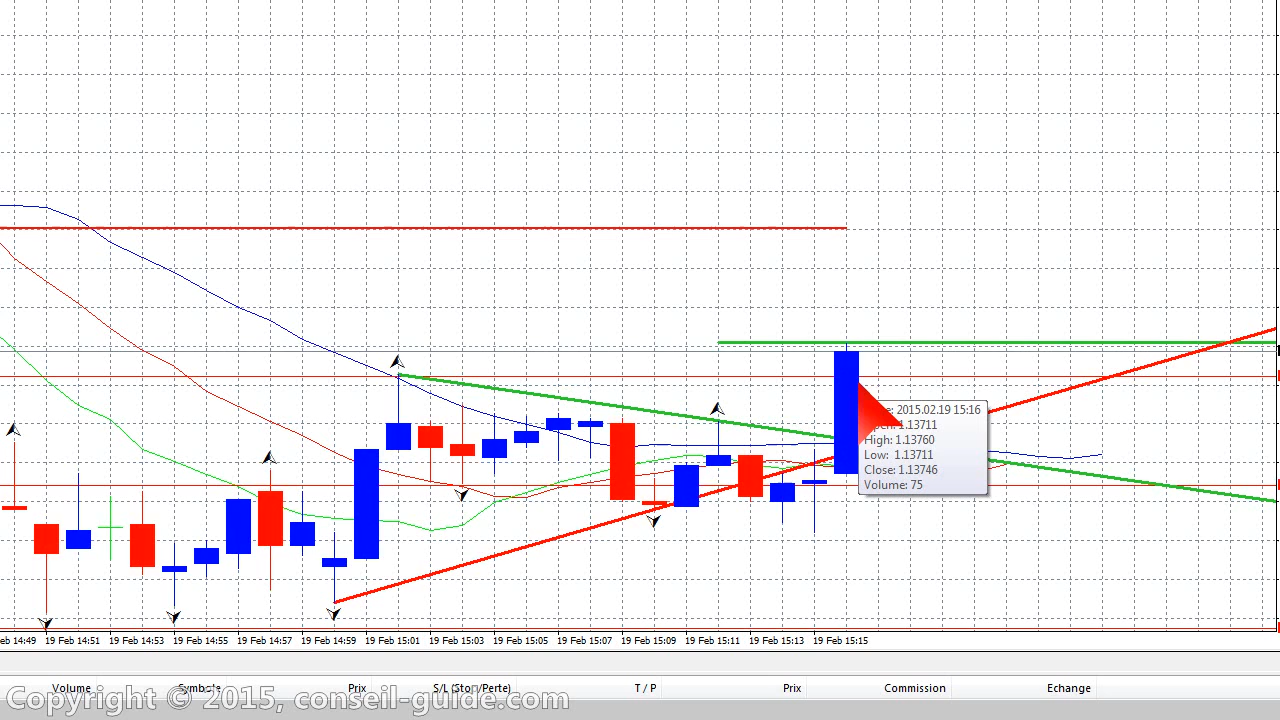 2015.02.19 15:16
1.13711
High: 1.13760
Low: 1.13711
Close: 1.13746
Volume: 75
14:49 19 Feb 14:51 19 Feb 14:53 19 Feb 14:55 19 Feb 14:57 19 Feb 14:59 19 Feb 15:01 19 Feb 15:03 19 Feb 15:05 19 Feb 15:07 19 Feb 15:09 19 Feb 15:11 19 Feb 15:13 19 Feb 15:15
Volume Symbole Prix S/L (Stop/Perte) T / P Prix Commission Echange
Copyright © 2015, conseil-guide.com